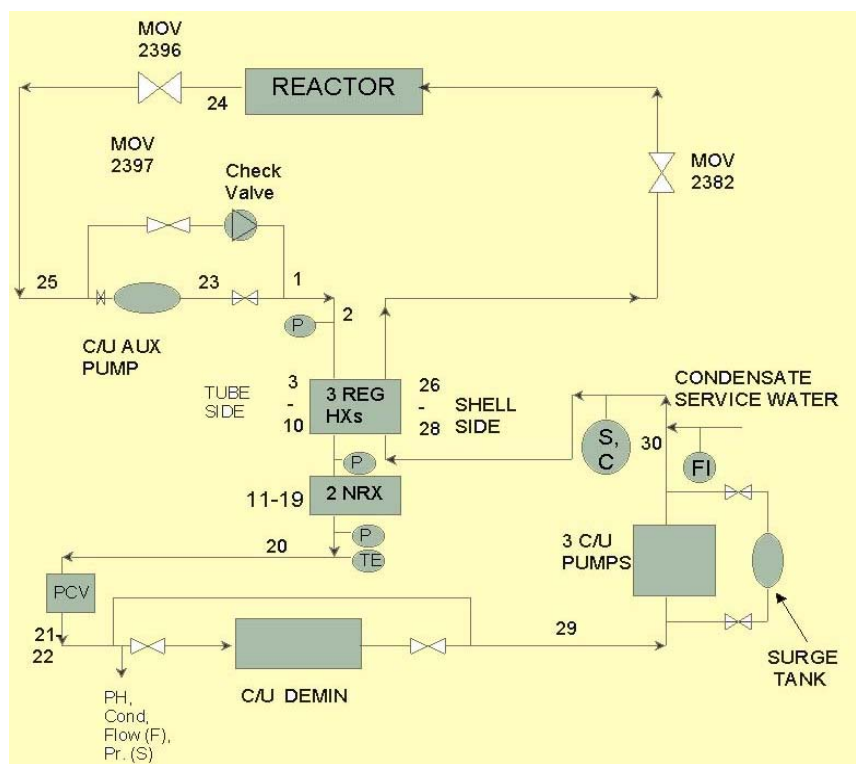 MOV
2396
24
REACTOR
MOV
2397
Check
Valve
MOV
2382
25
23
1
2
P
C/U AUX
PUMP
TUBE
SIDE
3
-
10
3 REG
HXs
26
-
28
SHELL
SIDE
CONDENSATE
SERVICE WATER
S,
C
30
FI
P
11-19
2 NRX
P
TE
20
3 C/U
PUMPS
PCV
21-
22
29
SURGE
TANK
C/U DEMIN
PH,
Cond,
Flow (F),
Pr. (S)